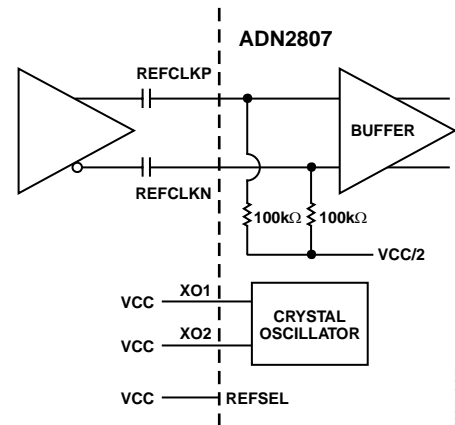 ADN2807
REFCLKP
BUFFER
REFCLKN
100kΩ 100kΩ
VCC/2
VCC XO1
CRYSTAL
OSCILLATOR
VCC XO2
VCC REFSEL